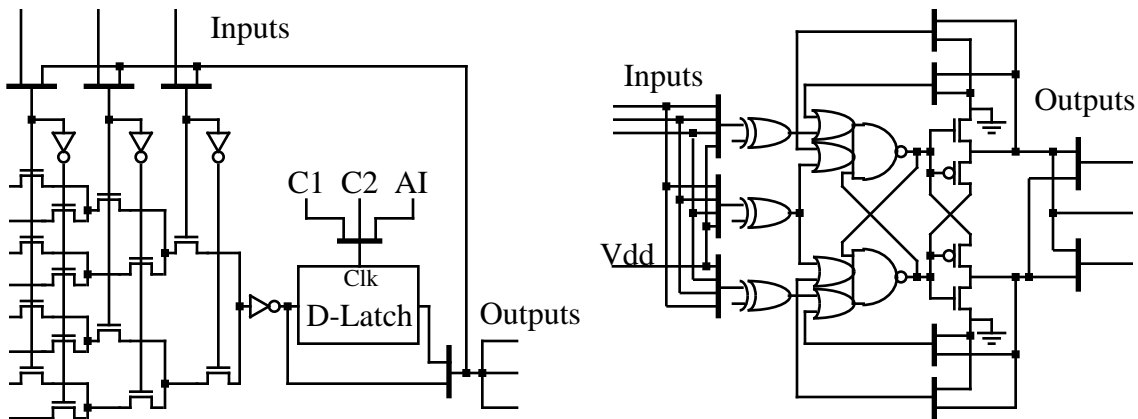 Inputs
C1 C2 AI
Clk
D-Latch
Outputs
Inputs
Vdd
Outputs